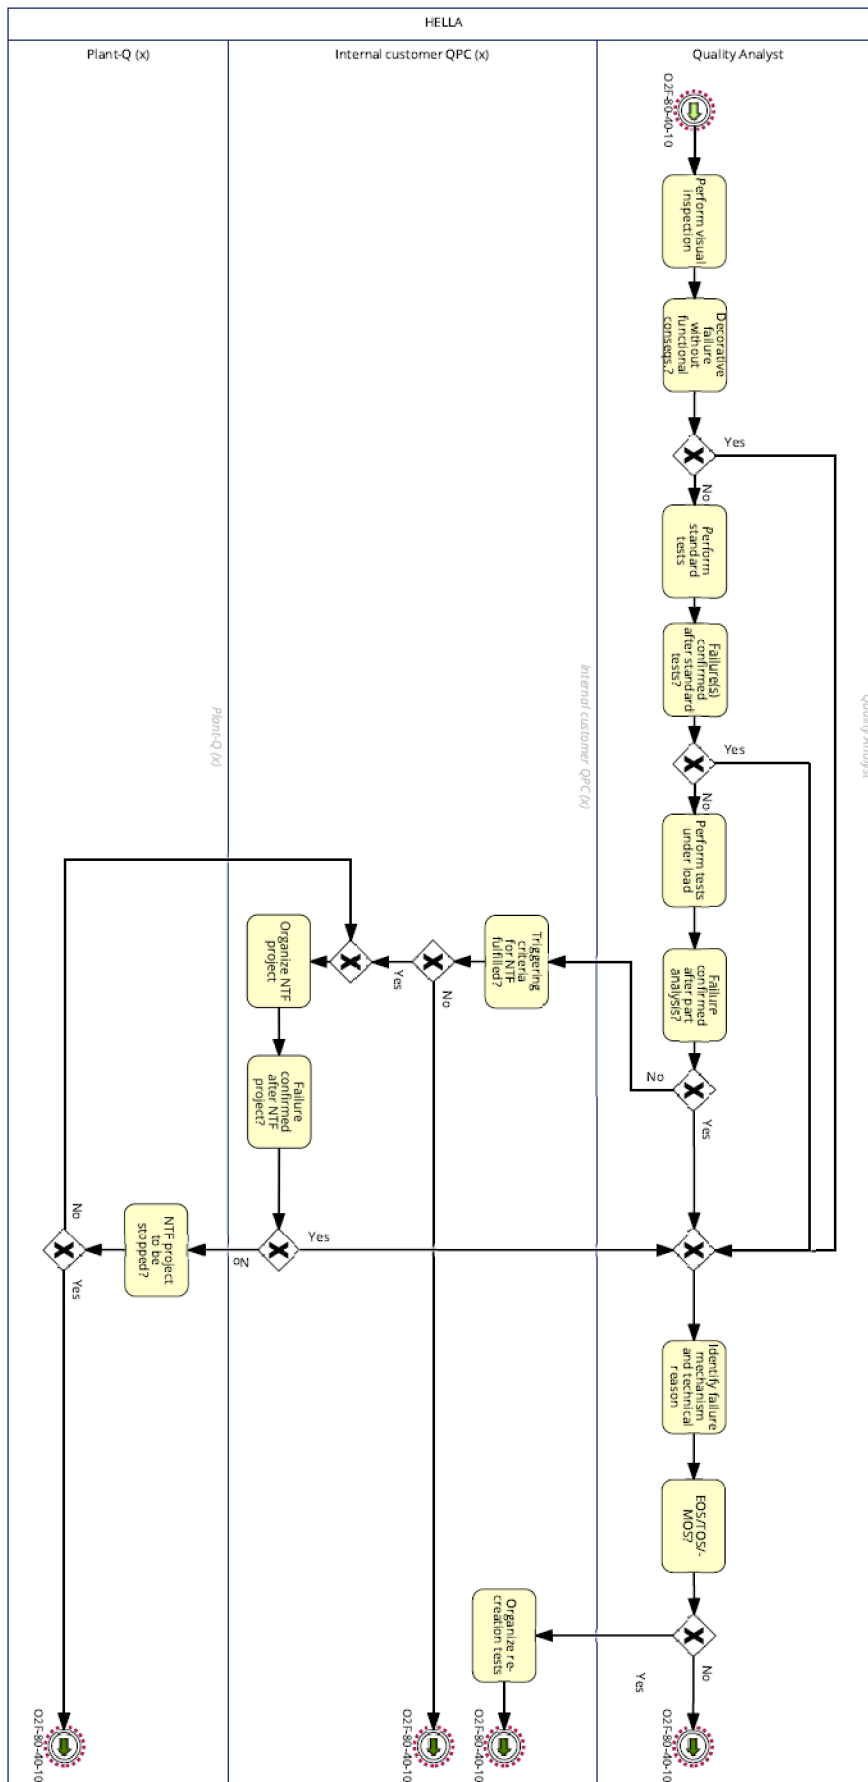 HELLA
Plant-Q (x)
Internal customer QPC (x)
Quality Analyst
O2F-80-40-10
Perform visual
inspection
Decorative
failure
without
functional
conseqs.?
Yes
No
Perform
standard
tests
Failure(s)
confirmed
after standard
tests?
Yes
No
Perform tests
under load
Failure
confirmed
after part
analysis?
No
Yes
Plant-Q (x)
Internal customer QPC (x)
Quality Analyst
Triggering
criteria
for NTF
fulfilled?
Yes
No
Organize NTF
project
Failure
confirmed
after NTF
project?
Yes
No
NTF project
to be
stopped?
No
Yes
Identify failure
mechanism
and technical
reason
EOS/TOS/-
MOS?
Yes
No
Organize re-
creation tests
O2F-80-40-10
O2F-80-40-10
O2F-80-40-10
O2F-80-40-10